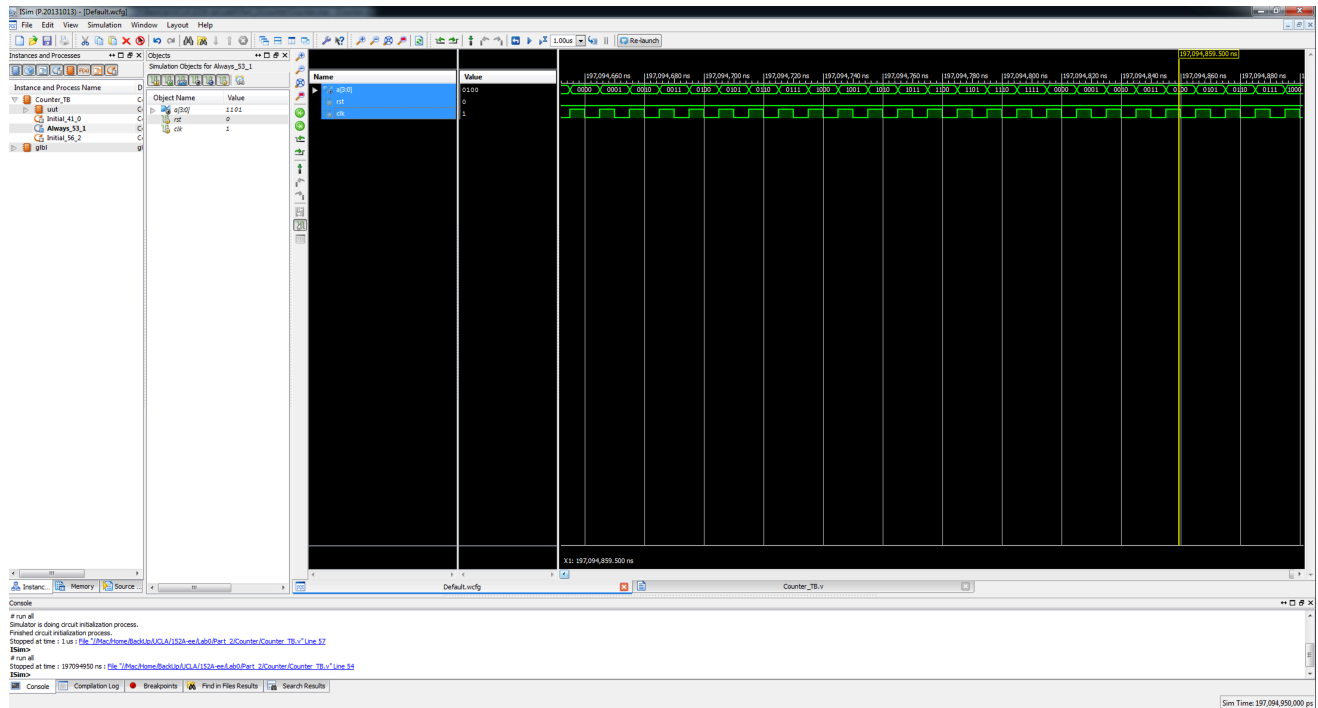 ISim (P.20131013) - [Default.wcfg]
File Edit View Simulation Window Layout Help
1.00us Re-launch
Instances and Processes
Instance and Process Name D
Counter_TB
uut
Initial_41_0
Always_53_1
Initial_56_2
glbl gl
Objects
Simulation Objects for Always_53_1
Object Name Value
a[3:0] 1101
rst 0
clk 1
Name Value
a[3:0] 0100
rst 0
clk 1
197,094,859.500 ns
197,094,660 ns 197,094,680 ns 197,094,700 ns 197,094,720 ns 197,094,740 ns 197,094,760 ns 197,094,780 ns 197,094,800 ns 197,094,820 ns 197,094,840 ns 197,094,860 ns 197,094,880 ns
0000 0001 0010 0011 0100 0101 0110 0111 1000 1001 1010 1011 1100 1101 1110 1111 0000 0001 0010 0011 0100 0101 0110 0111 1000
X1: 197,094,859.500 ns
Instanc... Memory Source ...
Default.wcfg Counter_TB.v
Console
# run all
Simulator is doing circuit initialization process.
Finished circuit initialization process.
Stopped at time : 1 us : File "//Mac/Home/BackUp/UCLA/152A-ee/Lab0/Part_2/Counter/Counter_TB.v" Line 57
ISim>
# run all
Stopped at time : 197094950 ns : File "//Mac/Home/BackUp/UCLA/152A-ee/Lab0/Part_2/Counter/Counter_TB.v" Line 54
ISim>
Console Compilation Log Breakpoints Find in Files Results Search Results
Sim Time: 197,094,950,000 ps